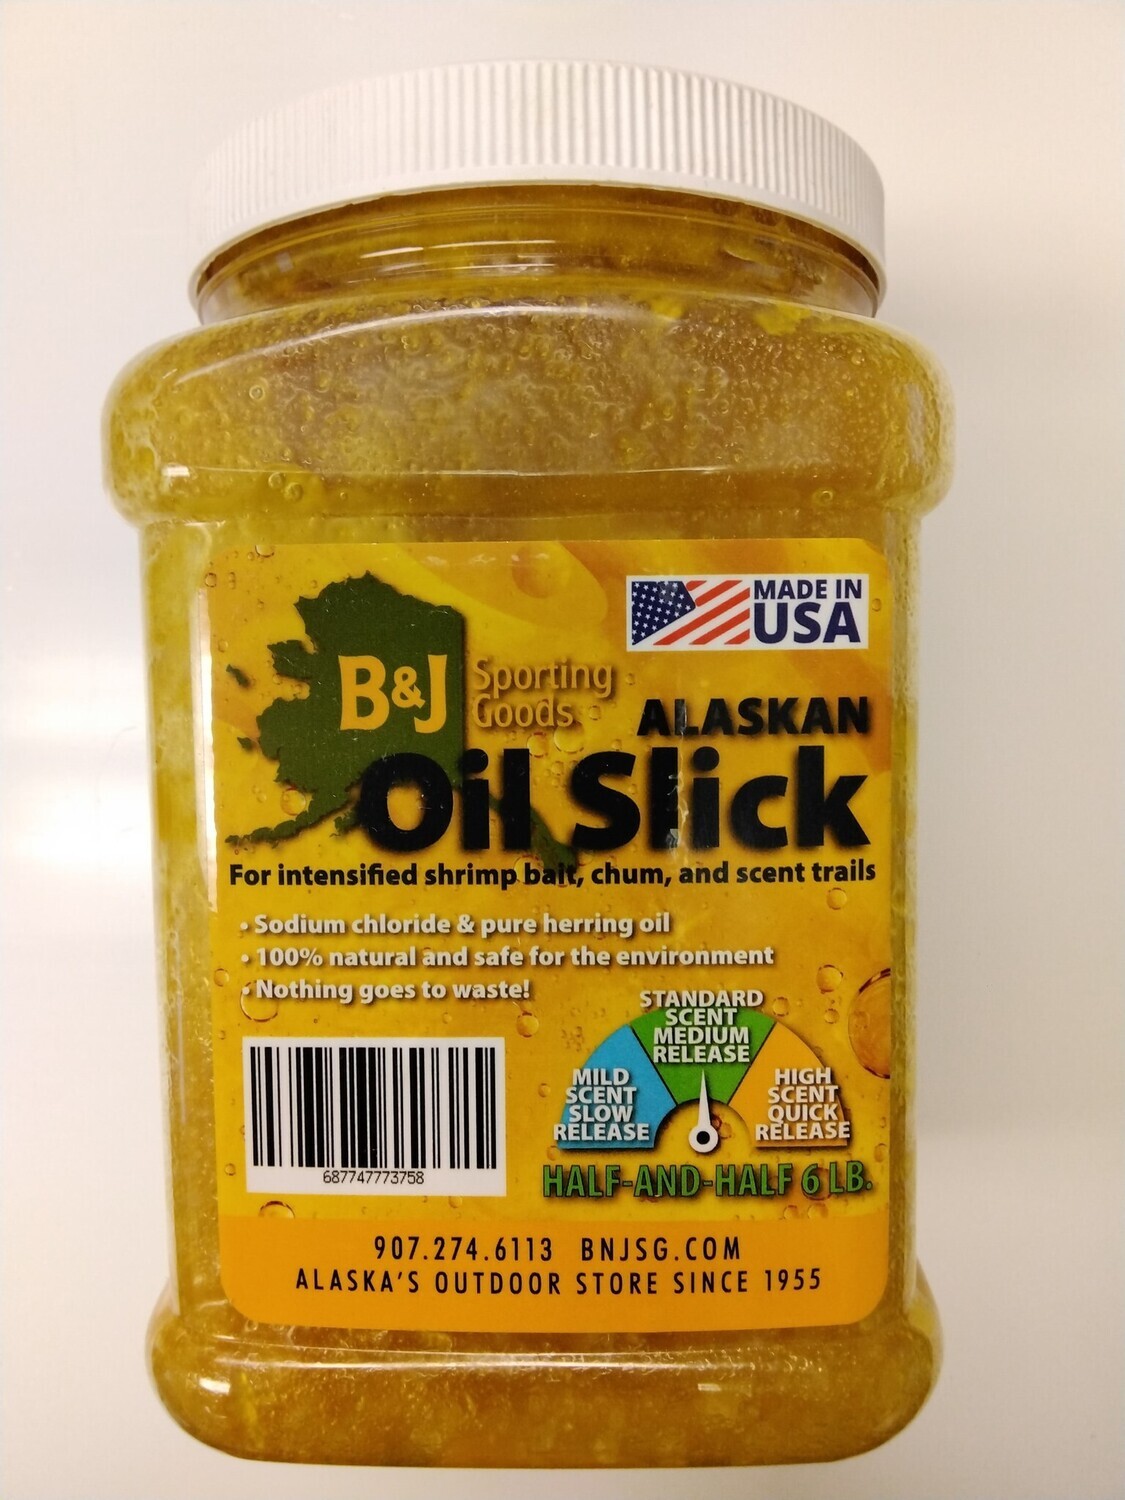 MADE IN
USA
B&J
Sporting
Goods
ALASKAN
Oil Slick
For intensified shrimp bait, chum, and scent trails
• Sodium chloride & pure herring oil
• 100% natural and safe for the environment
• Nothing goes to waste!
STANDARD
SCENT
MEDIUM
RELEASE
MILD
SCENT
SLOW
RELEASE
HIGH
SCENT
QUICK
RELEASE
687747773758
HALF-AND-HALF 6 LB.
907.274.6113 BNJSG.COM
ALASKA'S OUTDOOR STORE SINCE 1955